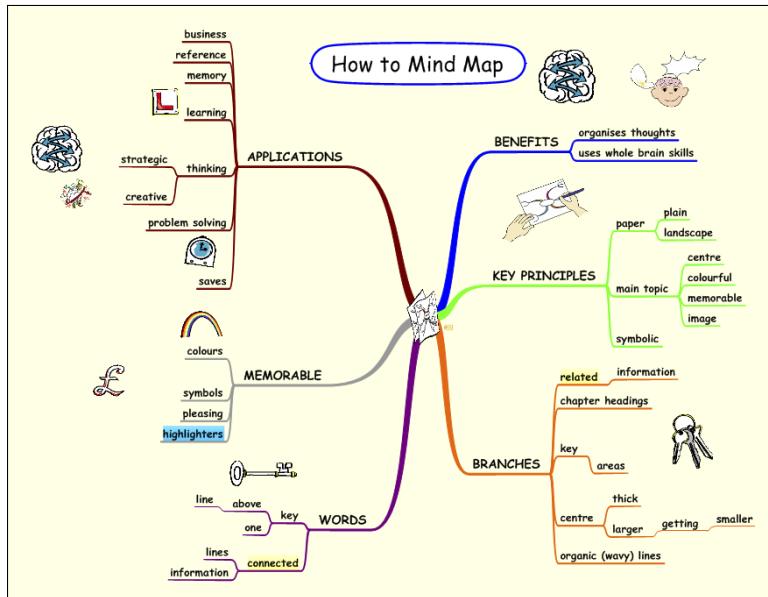 How to Mind Map
BENEFITS
organises thoughts
uses whole brain skills
KEY PRINCIPLES
paper
plain
landscape
main topic
centre
colourful
memorable
image
symbolic
BRANCHES
related
information
chapter headings
key
areas
centre
thick
larger
getting
smaller
organic (wavy) lines
WORDS
key
above
line
one
connected
lines
information
MEMORABLE
colours
symbols
pleasing
highlighters
APPLICATIONS
business
reference
memory
L
learning
thinking
strategic
creative
problem solving
saves
£